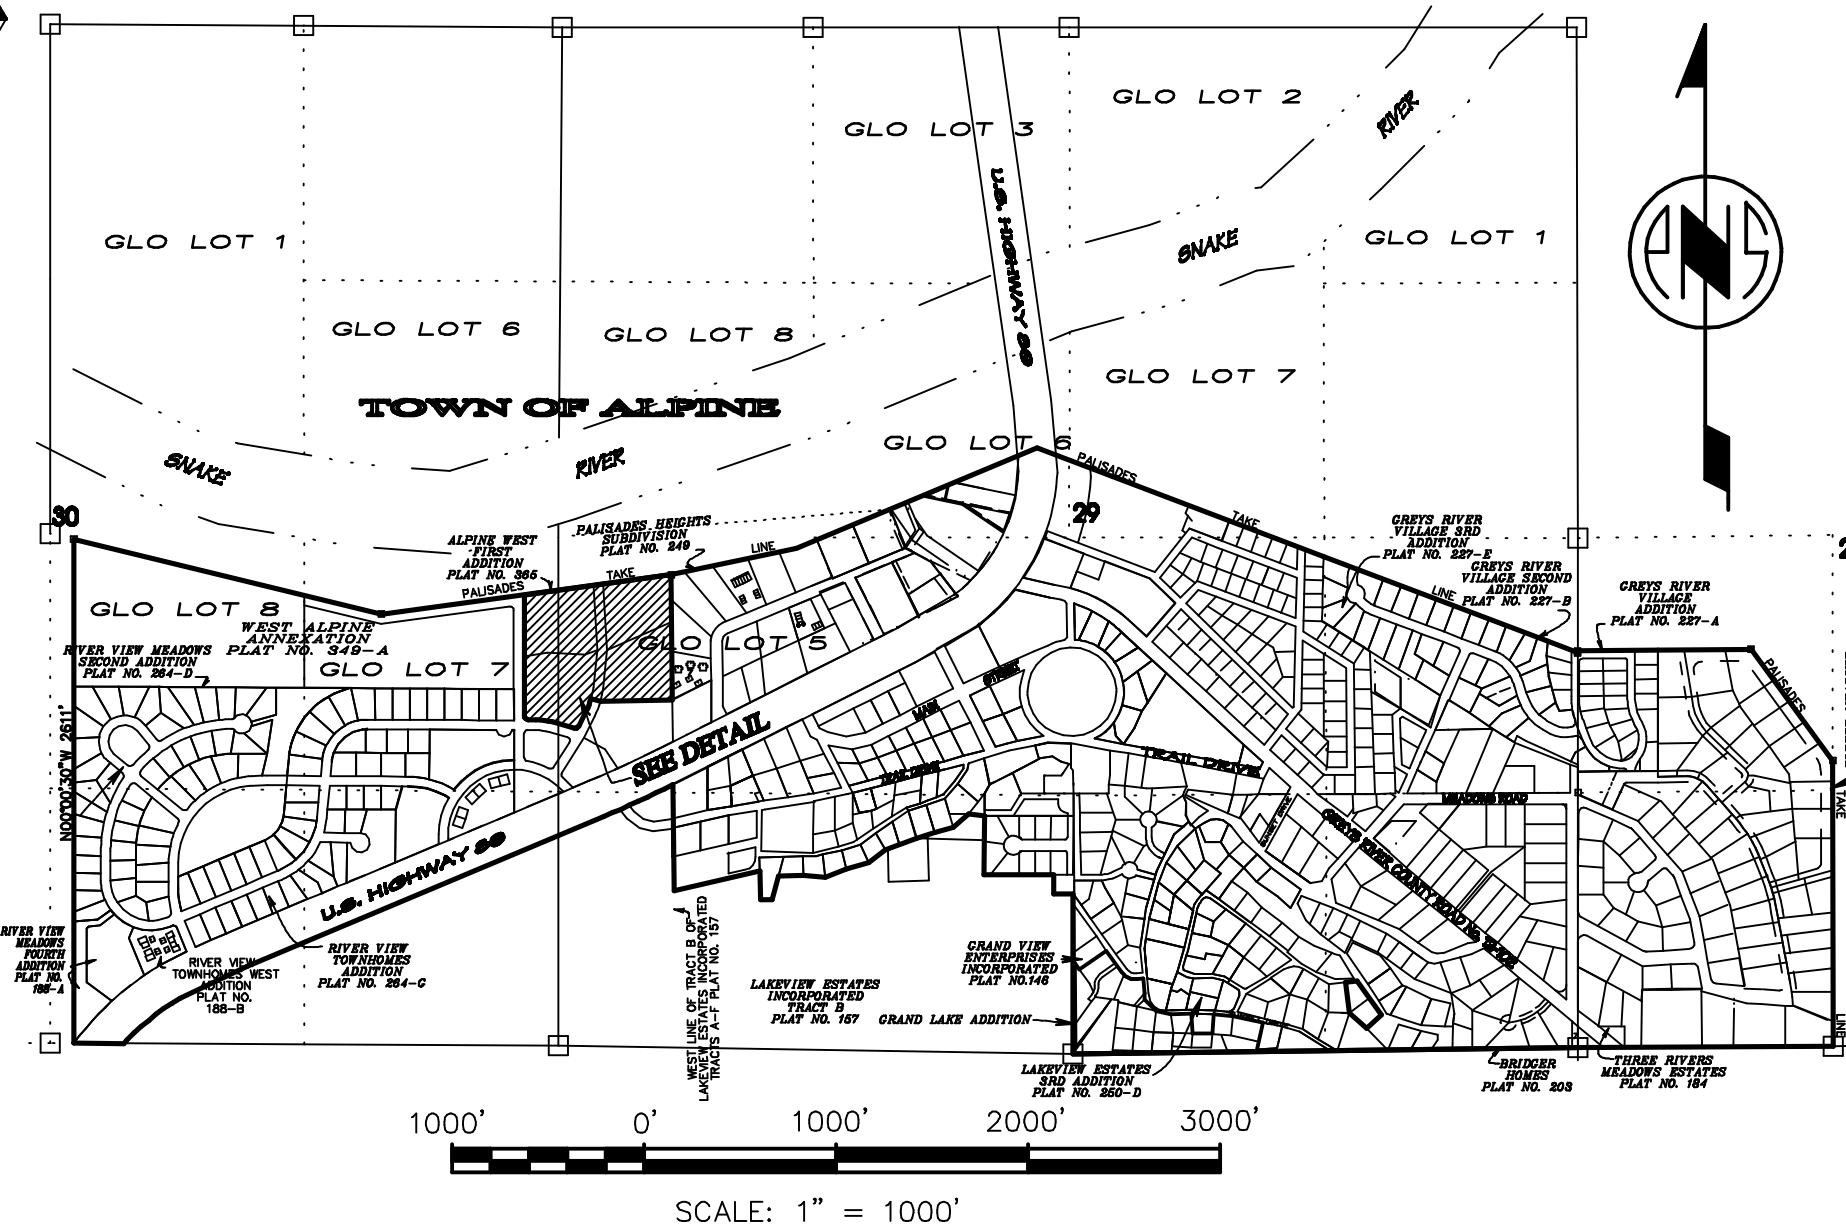 GLO LOT 2
GLO LOT 3
RIVER
U.S. HIGHWAY 89
SNAKE
GLO LOT 1
GLO LOT 1
GLO LOT 6
GLO LOT 8
GLO LOT 7
TOWN OF ALPINE
GLO LOT 6
SNAKE
RIVER
PALISADES
30
29
TAKE
PALISADES HEIGHTS
SUBDIVISION
PLAT NO. 249
ALPINE WEST
FIRST
ADDITION
PLAT NO. 365
LINE
TAKE
PALISADES
GREYS RIVER
VILLAGE 3RD
ADDITION
PLAT NO. 227-E
GREYS RIVER
VILLAGE SECOND
ADDITION
PLAT NO. 227-B
LINE
GREYS RIVER
VILLAGE
ADDITION
PLAT NO. 227-A
GLO LOT 8
WEST ALPINE
ANNEXATION
PLAT NO. 349-A
RIVER VIEW MEADOWS
SECOND ADDITION
PLAT NO. 264-D
GLO LOT 7
GLO LOT 5
PALISADES
STREET
MAIN
N00°00'30"W 2611'
SEE DETAIL
TRAIL DRIVE
TRAIL DRIVE
MEADOWS ROAD
TAKE
SUNSET DRIVE
U.S. HIGHWAY 89
RIVER VIEW
MEADOWS
FOURTH
ADDITION
PLAT NO.
188-A
RIVER VIEW
TOWNHOMES WEST
ADDITION
PLAT NO.
188-B
RIVER VIEW
TOWNHOMES
ADDITION
PLAT NO. 264-C
WEST LINE OF TRACT B OF
LAKEVIEW ESTATES INCORPORATED
TRACTS A-F PLAT NO. 157
LAKEVIEW ESTATES
INCORPORATED
TRACT B
PLAT NO. 157
GRAND VIEW
ENTERPRISES
INCORPORATED
PLAT NO.146
GRAND LAKE ADDITION
LINE
LAKEVIEW ESTATES
3RD ADDITION
PLAT NO. 250-D
BRIDGER
HOMES
PLAT NO. 203
THREE RIVERS
MEADOWS ESTATES
PLAT NO. 184
1000' 0' 1000' 2000' 3000'
SCALE: 1" = 1000'